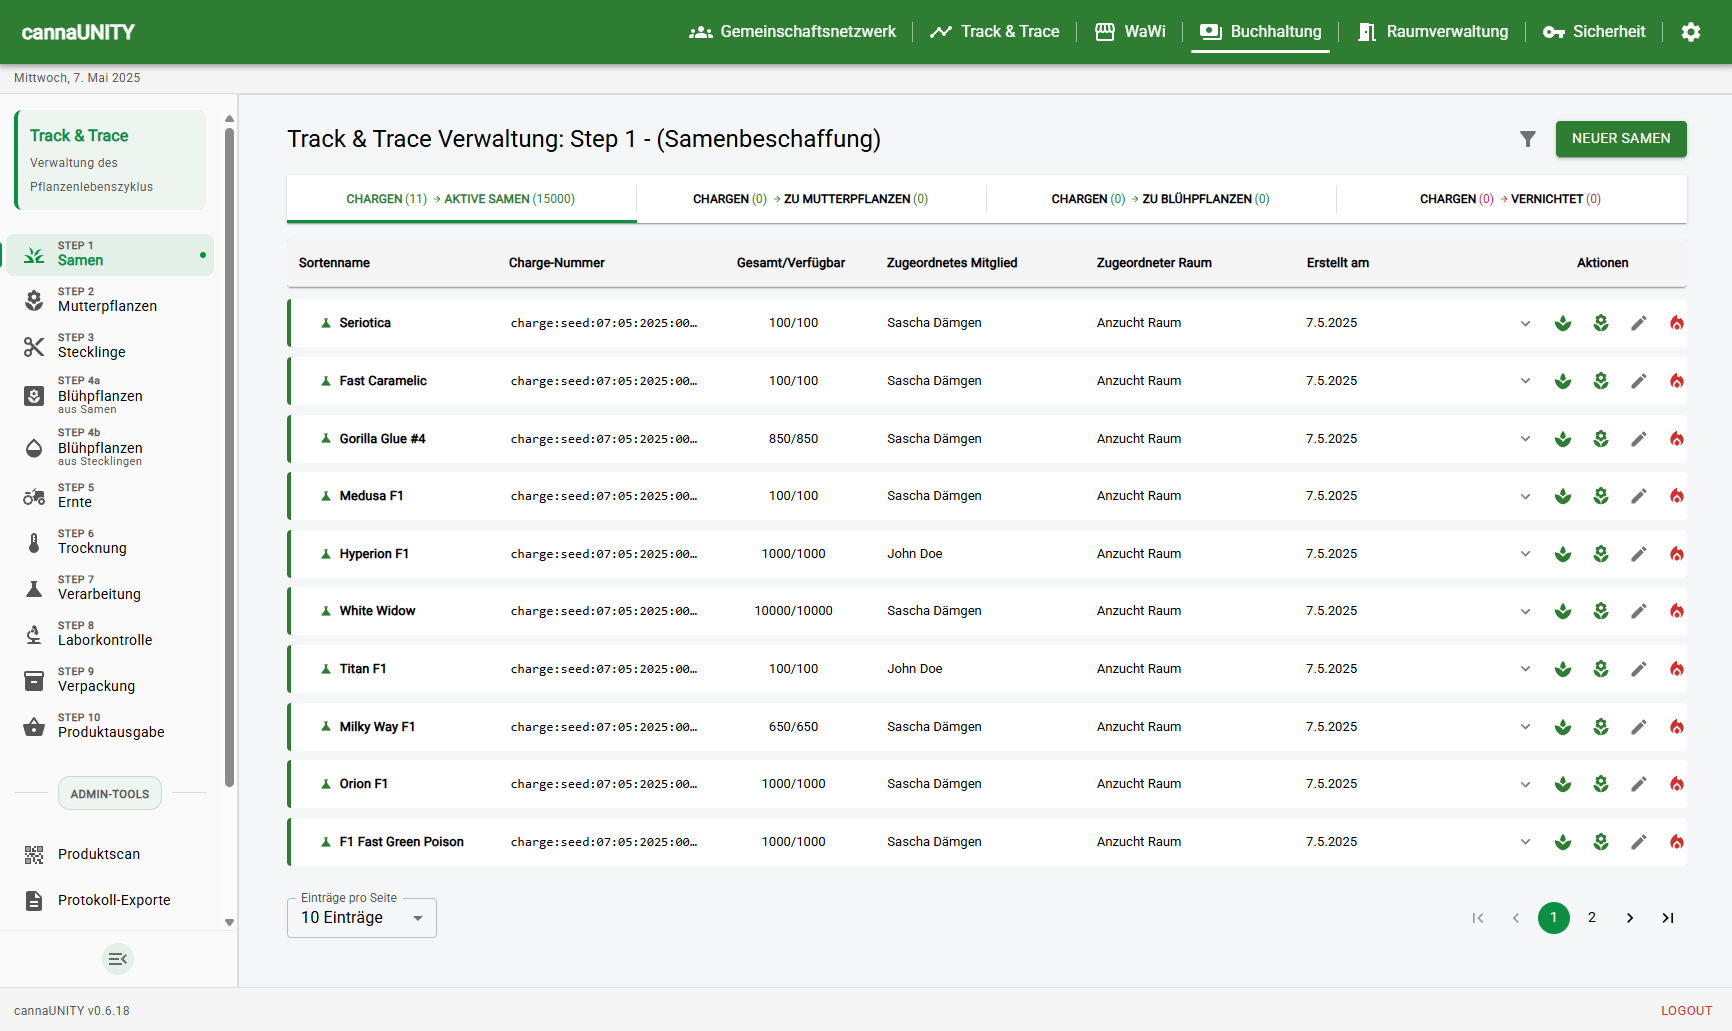 cannaUNITY
Gemeinschaftsnetzwerk
Track & Trace
WaWi
Buchhaltung
Raumverwaltung
Sicherheit
Mittwoch, 7. Mai 2025
Track & Trace
Verwaltung des
Pflanzenlebenszyklus
STEP 1
Samen
STEP 2
Mutterpflanzen
STEP 3
Stecklinge
STEP 4a
Blühpflanzen
aus Samen
STEP 4b
Blühpflanzen
aus Stecklingen
STEP 5
Ernte
STEP 6
Trocknung
STEP 7
Verarbeitung
STEP 8
Laborkontrolle
STEP 9
Verpackung
STEP 10
Produktausgabe
ADMIN-TOOLS
Produktscan
Protokoll-Exporte
Track & Trace Verwaltung: Step 1 - (Samenbeschaffung)
NEUER SAMEN
CHARGEN (11) → AKTIVE SAMEN (15000)
CHARGEN (0) → ZU MUTTERPFLANZEN (0)
CHARGEN (0) → ZU BLÜHPFLANZEN (0)
CHARGEN (0) → VERNICHTET (0)
Sortenname Charge-Nummer Gesamt/Verfügbar Zugeordnetes Mitglied Zugeordneter Raum Erstellt am Aktionen
Seriotica charge:seed:07:05:2025:00… 100/100 Sascha Dämgen Anzucht Raum 7.5.2025
Fast Caramelic charge:seed:07:05:2025:00… 100/100 Sascha Dämgen Anzucht Raum 7.5.2025
Gorilla Glue #4 charge:seed:07:05:2025:00… 850/850 Sascha Dämgen Anzucht Raum 7.5.2025
Medusa F1 charge:seed:07:05:2025:00… 100/100 Sascha Dämgen Anzucht Raum 7.5.2025
Hyperion F1 charge:seed:07:05:2025:00… 1000/1000 John Doe Anzucht Raum 7.5.2025
White Widow charge:seed:07:05:2025:00… 10000/10000 Sascha Dämgen Anzucht Raum 7.5.2025
Titan F1 charge:seed:07:05:2025:00… 100/100 John Doe Anzucht Raum 7.5.2025
Milky Way F1 charge:seed:07:05:2025:00… 650/650 Sascha Dämgen Anzucht Raum 7.5.2025
Orion F1 charge:seed:07:05:2025:00… 1000/1000 Sascha Dämgen Anzucht Raum 7.5.2025
F1 Fast Green Poison charge:seed:07:05:2025:00… 1000/1000 Sascha Dämgen Anzucht Raum 7.5.2025
Einträge pro Seite
10 Einträge
1 2
cannaUNITY v0.6.18
LOGOUT